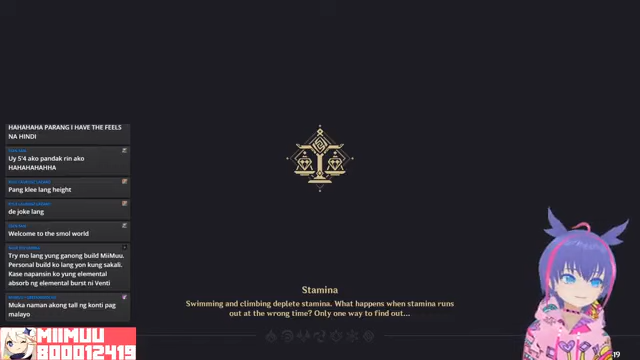 HAHAHAHA PARANG I HAVE THE FEELS
NA HINDI
Uy 5'4 ako pandak rin ako
HAHAHAHAHHA
Pang klee lang height
de joke lang
Welcome to the smol world
Try mo lang yung ganong build MiiMuu.
Personal build ko lang yon kung sakali.
Kase napansin ko yung elemental
absorb ng elemental burst ni Venti
Muka naman akong tall ng konti pag
malayo
Stamina
Swimming and climbing deplete stamina. What happens when stamina runs
out at the wrong time? Only one way to find out...
MIIMUU
800012419
19